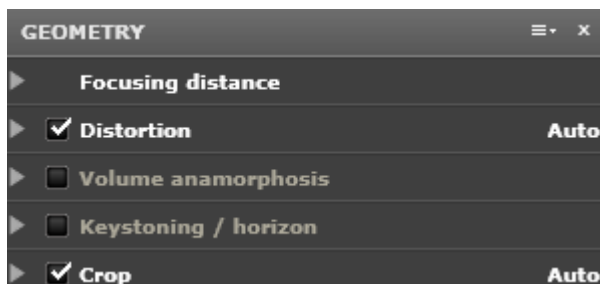 GEOMETRY
Focusing distance
Distortion Auto
Volume anamorphosis
Keystoning / horizon
Crop Auto